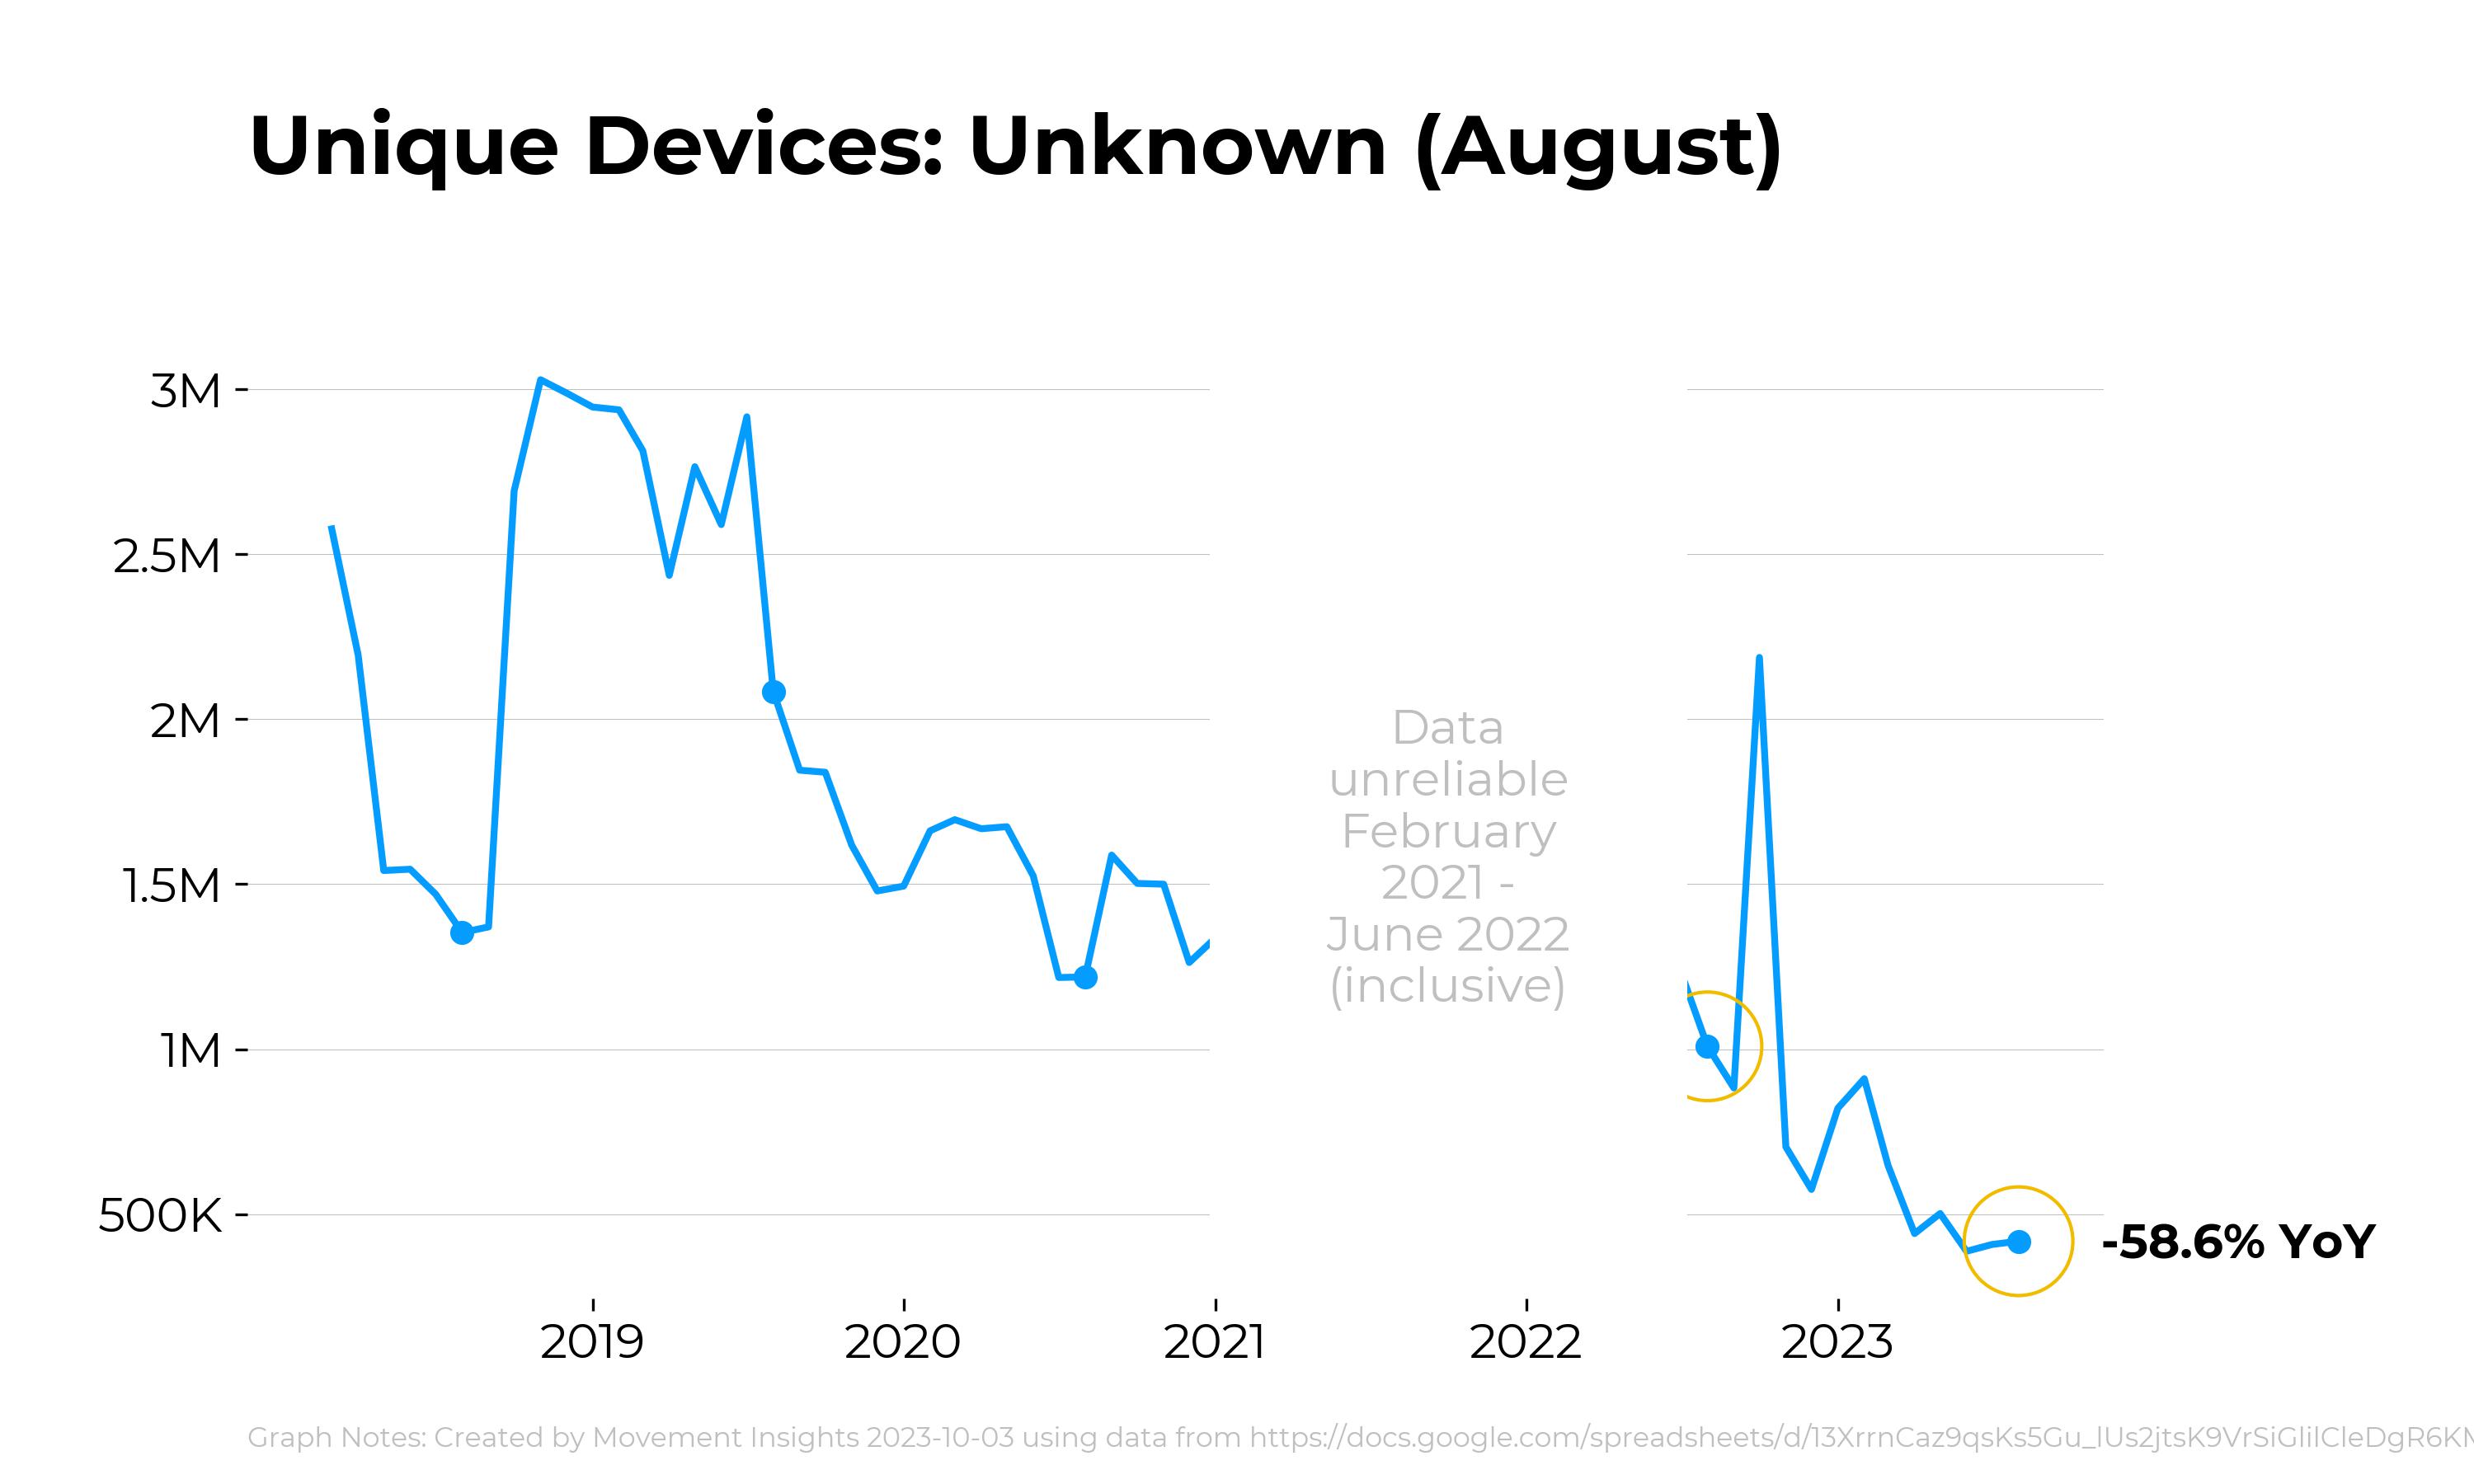 Unique Devices: Unknown (August)
3M
2.5M
2M
1.5M
1M
500K
Data
unreliable
February
2021 -
June 2022
(inclusive)
-58.6% YoY
2019
2020
2021
2022
2023
Graph Notes: Created by Movement Insights 2023-10-03 using data from https://docs.google.com/spreadsheets/d/13XrrnCaz9qsKs5Gu_lUs2jtsK9VrSiGlilCleDgR6KM